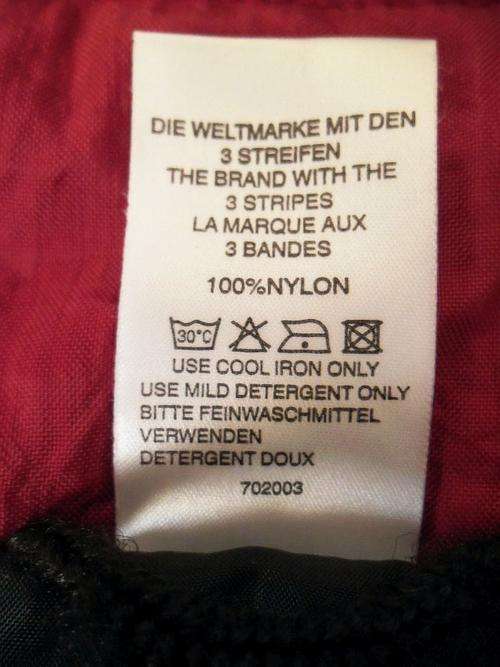 DIE WELTMARKE MIT DEN
3 STREIFEN
THE BRAND WITH THE
3 STRIPES
LA MARQUE AUX
3 BANDES
100%NYLON
30°C
USE COOL IRON ONLY
USE MILD DETERGENT ONLY
BITTE FEINWASCHMITTEL
VERWENDEN
DETERGENT DOUX
702003